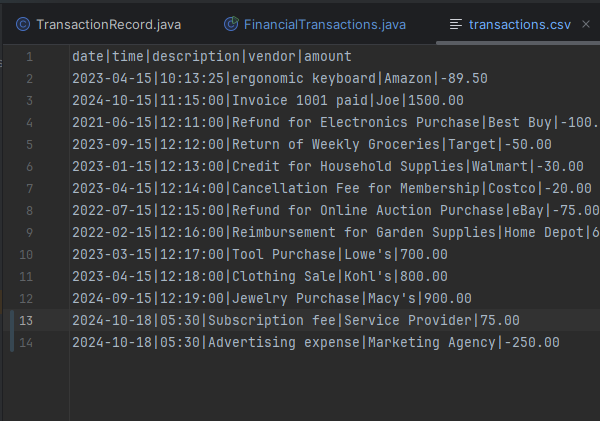 TransactionRecord.java FinancialTransactions.java transactions.csv
1 date|time|description|vendor|amount
2 2023-04-15|10:13:25|ergonomic keyboard|Amazon|-89.50
3 2024-10-15|11:15:00|Invoice 1001 paid|Joe|1500.00
4 2021-06-15|12:11:00|Refund for Electronics Purchase|Best Buy|-100.
5 2023-09-15|12:12:00|Return of Weekly Groceries|Target|-50.00
6 2023-01-15|12:13:00|Credit for Household Supplies|Walmart|-30.00
7 2023-04-15|12:14:00|Cancellation Fee for Membership|Costco|-20.00
8 2022-07-15|12:15:00|Refund for Online Auction Purchase|eBay|-75.00
9 2022-02-15|12:16:00|Reimbursement for Garden Supplies|Home Depot|6
10 2023-03-15|12:17:00|Tool Purchase|Lowe's|700.00
11 2023-04-15|12:18:00|Clothing Sale|Kohl's|800.00
12 2024-09-15|12:19:00|Jewelry Purchase|Macy's|900.00
13 2024-10-18|05:30|Subscription fee|Service Provider|75.00
14 2024-10-18|05:30|Advertising expense|Marketing Agency|-250.00